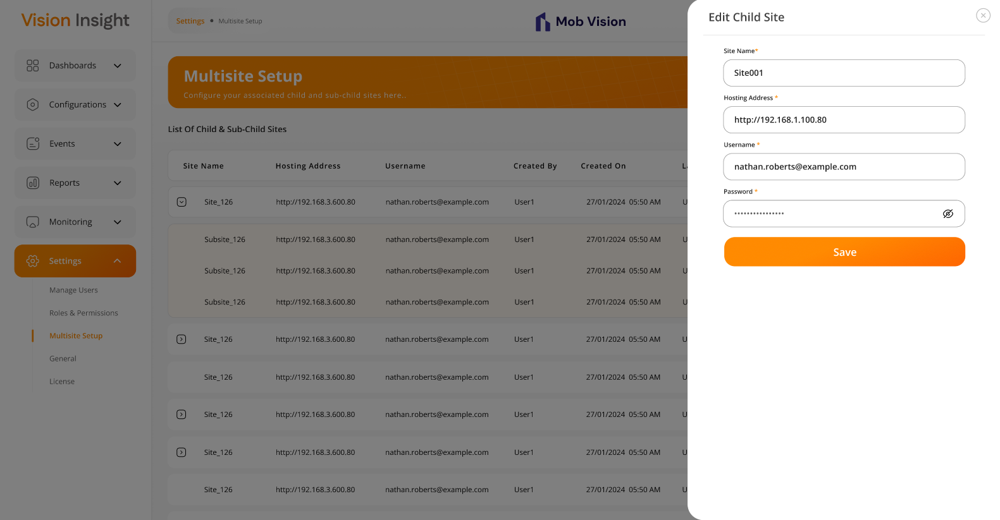 Vision Insight
Dashboards
Configurations
Events
Reports
Monitoring
Settings
Manage Users
Roles & Permissions
Multisite Setup
General
License
Settings • Multisite Setup
Mob Vision
Multisite Setup
Configure your associated child and sub-child sites here..
List Of Child & Sub-Child Sites
Site Name Hosting Address Username Created By Created On L
Site_126 http://192.168.3.600.80 nathan.roberts@example.com User1 27/01/2024 05:50 AM U
Subsite_126 http://192.168.3.600.80 nathan.roberts@example.com User1 27/01/2024 05:50 AM U
Subsite_126 http://192.168.3.600.80 nathan.roberts@example.com User1 27/01/2024 05:50 AM U
Subsite_126 http://192.168.3.600.80 nathan.roberts@example.com User1 27/01/2024 05:50 AM U
Site_126 http://192.168.3.600.80 nathan.roberts@example.com User1 27/01/2024 05:50 AM U
Site_126 http://192.168.3.600.80 nathan.roberts@example.com User1 27/01/2024 05:50 AM U
Site_126 http://192.168.3.600.80 nathan.roberts@example.com User1 27/01/2024 05:50 AM U
Site_126 http://192.168.3.600.80 nathan.roberts@example.com User1 27/01/2024 05:50 AM U
Site_126 http://192.168.3.600.80 nathan.roberts@example.com User1 27/01/2024 05:50 AM U
Edit Child Site
Site Name*
Site001
Hosting Address *
http://192.168.1.100.80
Username *
nathan.roberts@example.com
Password *
••••••••••••••••
Save